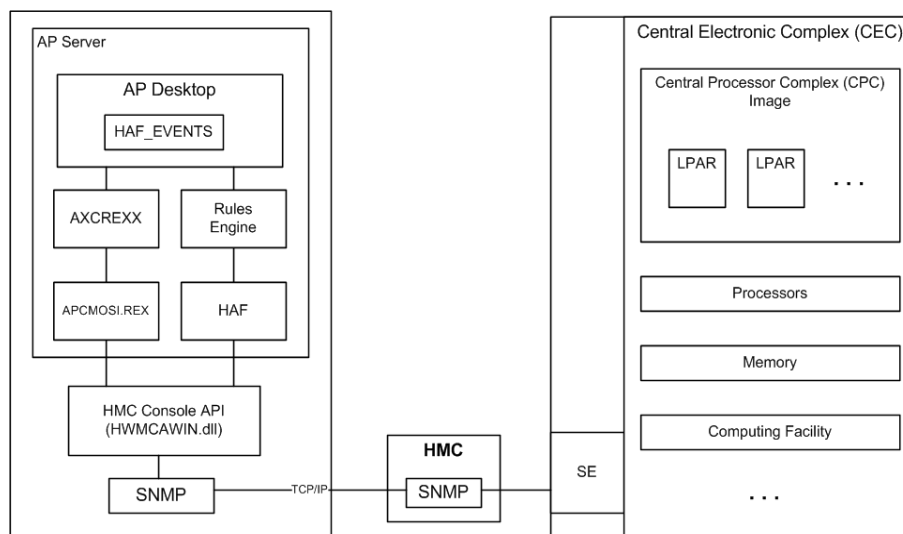 AP Server
AP Desktop
HAF_EVENTS
AXCREXX
Rules
Engine
APCMOSI.REX
HAF
HMC Console API
(HWMCAWIN.dll)
SNMP
TCP/IP
HMC
SNMP
SE
Central Electronic Complex (CEC)
Central Processor Complex (CPC)
Image
LPAR
LPAR
. . .
Processors
Memory
Computing Facility
. . .